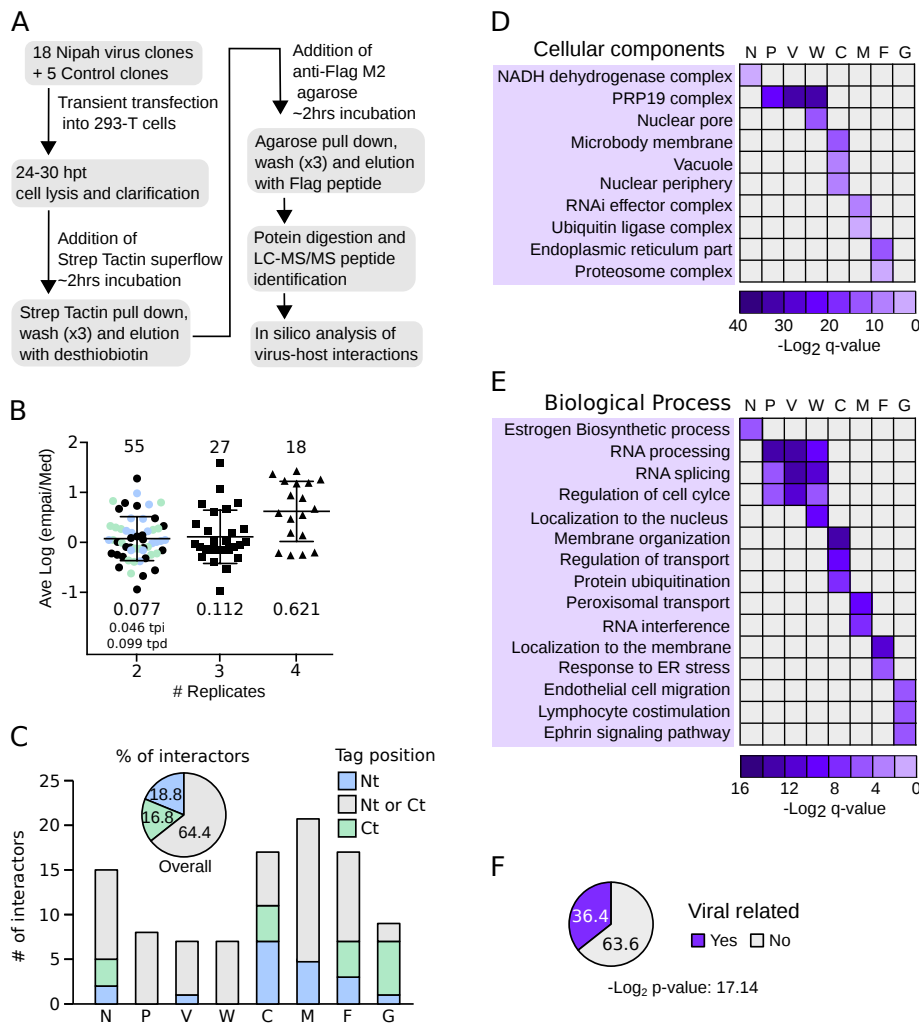 A
18 Nipah virus clones
+ 5 Control clones
Transient transfection
into 293-T cells
24-30 hpt
cell lysis and clarification
Addition of
Strep Tactin superflow
~2hrs incubation
Strep Tactin pull down,
wash (x3) and elution
with desthiobiotin
Addition of
anti-Flag M2
agarose
~2hrs incubation
Agarose pull down,
wash (x3) and elution
with Flag peptide
Potein digestion and
LC-MS/MS peptide
identification
In silico analysis of
virus-host interactions
B
Ave Log (empai/Med)
2
1
0
-1
55 27 18
0.077 0.112 0.621
0.046 tpi
0.099 tpd
2 3 4
# Replicates
C
% of interactors
18.8
16.8
64.4
Overall
Tag position
Nt
Nt or Ct
Ct
# of interactors
25
20
15
10
5
0
N P V W C M F G
D
Cellular components N P V W C M F G
NADH dehydrogenase complex
PRP19 complex
Nuclear pore
Microbody membrane
Vacuole
Nuclear periphery
RNAi effector complex
Ubiquitin ligase complex
Endoplasmic reticulum part
Proteosome complex
40 30 20 10 0
-Log2 q-value
E
Biological Process N P V W C M F G
Estrogen Biosynthetic process
RNA processing
RNA splicing
Regulation of cell cylce
Localization to the nucleus
Membrane organization
Regulation of transport
Protein ubiquitination
Peroxisomal transport
RNA interference
Localization to the membrane
Response to ER stress
Endothelial cell migration
Lymphocyte costimulation
Ephrin signaling pathway
16 12 8 4 0
-Log2 q-value
F
36.4
63.6
Viral related
Yes No
-Log2 p-value: 17.14